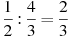 1/2 : 4/3 = 2/3